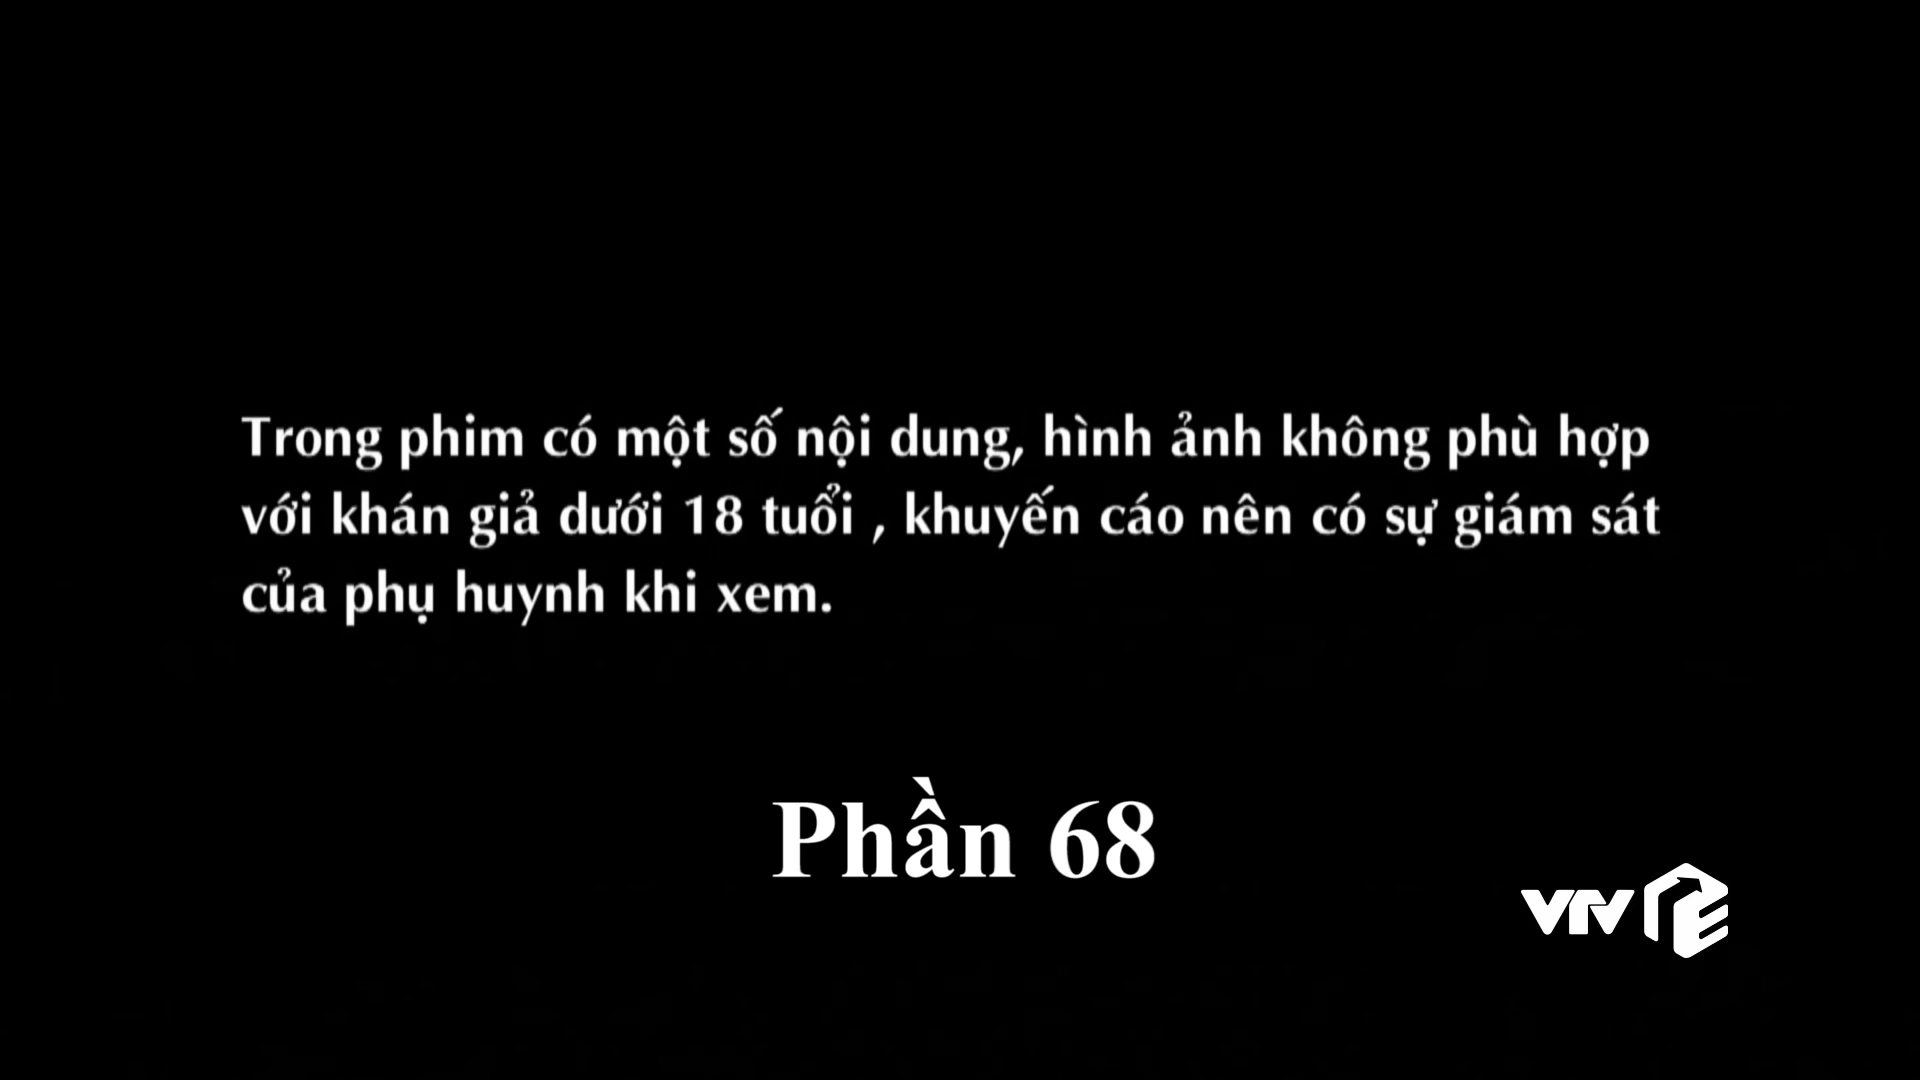 Trong phim có một số nội dung, hình ảnh không phù hợp
với khán giả dưới 18 tuổi , khuyến cáo nên có sự giám sát
của phụ huynh khi xem.
Phần 68
VTV